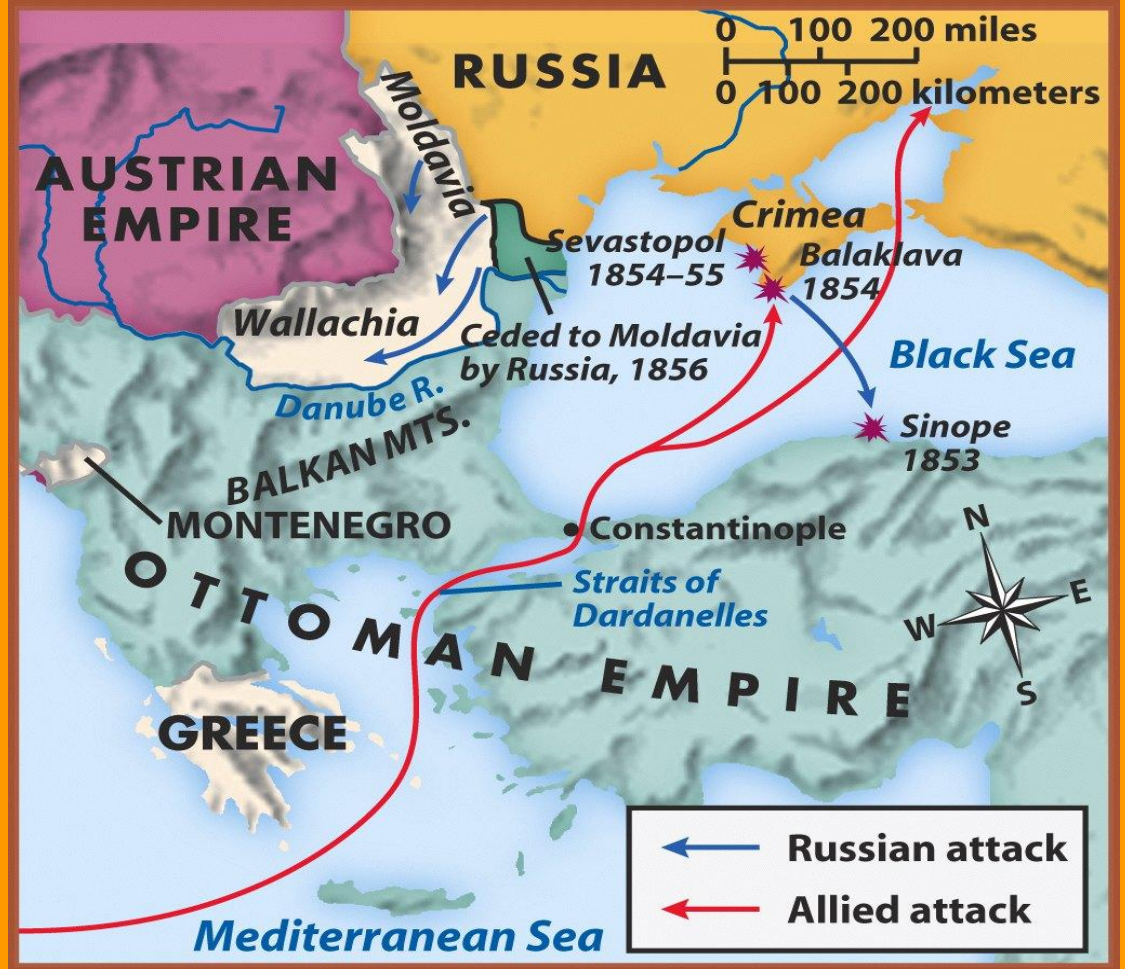 0 100 200 miles
0 100 200 kilometers
RUSSIA
Moldavia
AUSTRIAN
EMPIRE
Crimea
Sevastopol
1854–55
Balaklava
1854
Wallachia
Ceded to Moldavia
by Russia, 1856
Black Sea
Danube R.
BALKAN MTS.
Sinope
1853
MONTENEGRO
Constantinople
N
E
W
S
Straits of
Dardanelles
OTTOMAN EMPIRE
GREECE
Russian attack
Allied attack
Mediterranean Sea